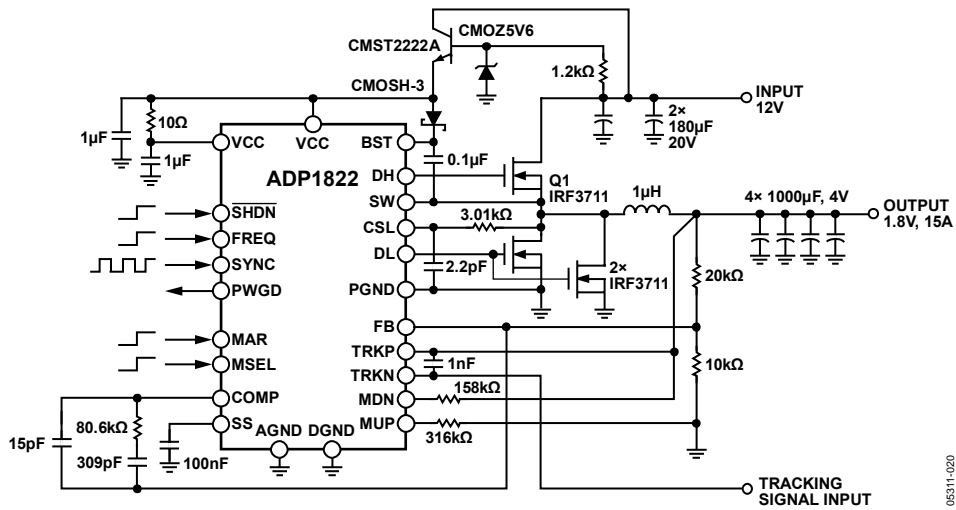 CMST2222A
CMOZ5V6
CMOSH-3
1.2kΩ
INPUT
12V
2×
180µF
20V
10Ω
1µF
1µF
VCC
VCC
BST
0.1µF
ADP1822
DH
Q1
IRF3711
SW
1µH
4× 1000µF, 4V
OUTPUT
1.8V, 15A
SHDN
CSL
3.01kΩ
FREQ
DL
SYNC
2.2pF
2×
IRF3711
20kΩ
PWGD
PGND
FB
MAR
TRKP
1nF
10kΩ
MSEL
TRKN
158kΩ
COMP
MDN
316kΩ
80.6kΩ
SS
MUP
15pF
AGND
DGND
309pF
100nF
TRACKING
SIGNAL INPUT
05311-020